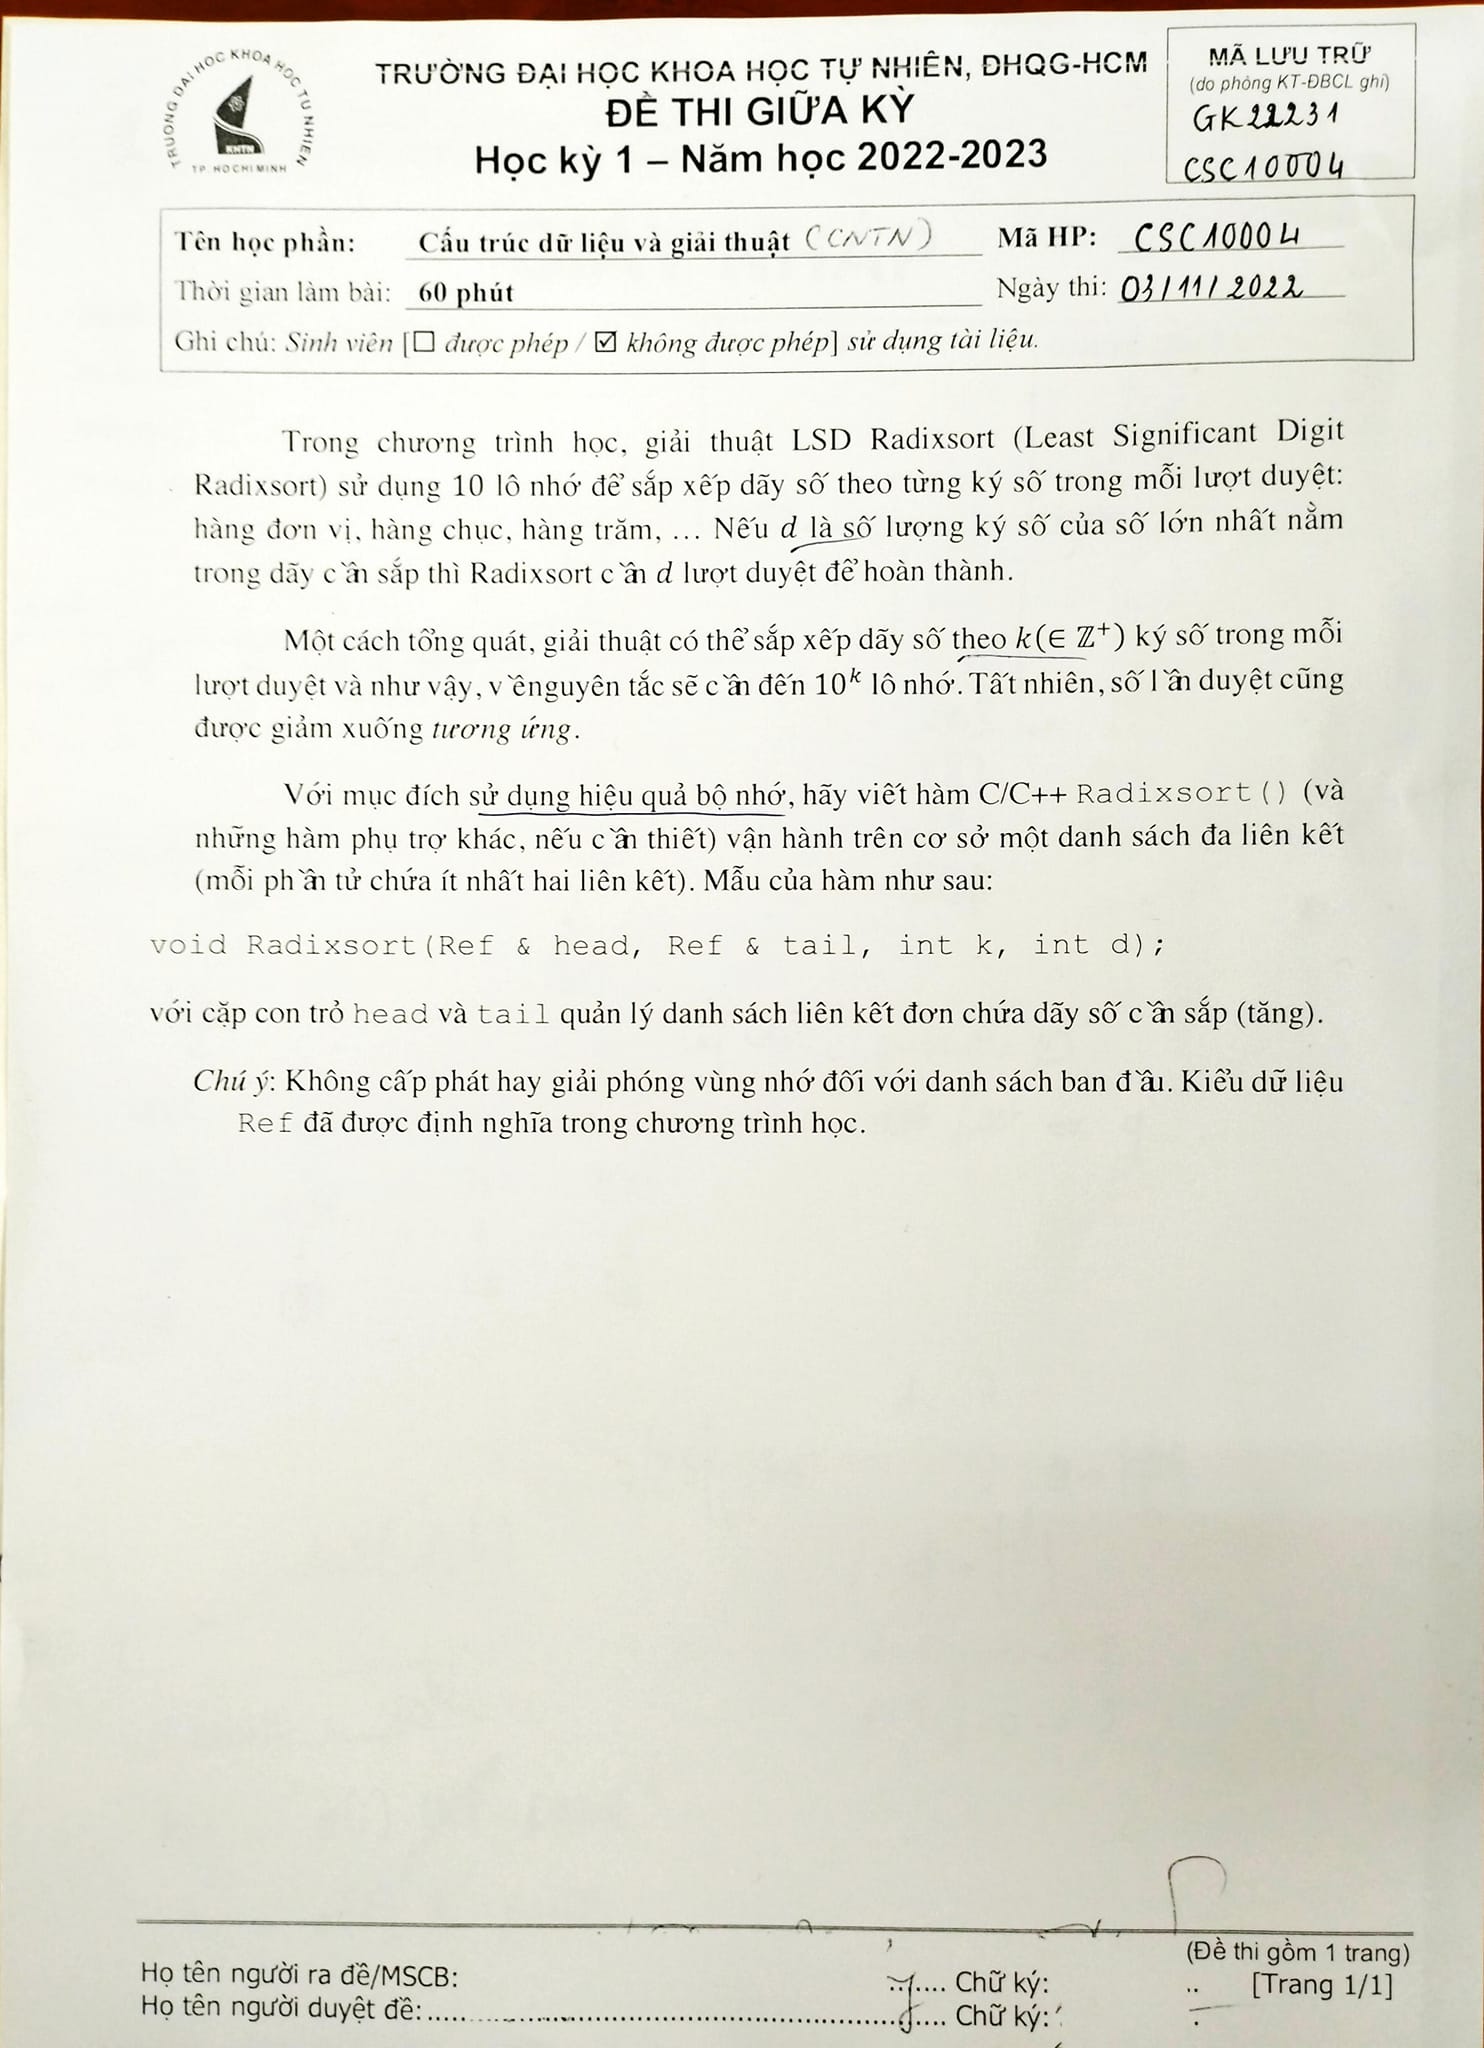 TRƯỜNG ĐẠI HỌC KHOA HỌC TỰ NHIÊN
TP. HO CHI MINH
TRƯỜNG ĐẠI HỌC KHOA HỌC TỰ NHIÊN, ĐHQG-HCM
ĐỀ THI GIỮA KỲ
Học kỳ 1 – Năm học 2022-2023
MÃ LƯU TRỮ
(do phòng KT-ĐBCL ghi)
GK22231
CSC10004
Tên học phần: Cấu trúc dữ liệu và giải thuật (CNTN) Mã HP: CSC10004
Thời gian làm bài: 60 phút Ngày thi: 03/11/2022
Ghi chú: Sinh viên [☐ được phép / ☑ không được phép] sử dụng tài liệu.
Trong chương trình học, giải thuật LSD Radixsort (Least Significant Digit
Radixsort) sử dụng 10 lô nhớ để sắp xếp dãy số theo từng ký số trong mỗi lượt duyệt:
hàng đơn vị, hàng chục, hàng trăm, … Nếu d là số lượng ký số của số lớn nhất nằm
trong dãy cần sắp thì Radixsort cần d lượt duyệt để hoàn thành.
Một cách tổng quát, giải thuật có thể sắp xếp dãy số theo k(∈ ℤ⁺) ký số trong mỗi
lượt duyệt và như vậy, về nguyên tắc sẽ cần đến 10ᵏ lô nhớ. Tất nhiên, số lần duyệt cũng
được giảm xuống tương ứng.
Với mục đích sử dụng hiệu quả bộ nhớ, hãy viết hàm C/C++ Radixsort() (và
những hàm phụ trợ khác, nếu cần thiết) vận hành trên cơ sở một danh sách đa liên kết
(mỗi phần tử chứa ít nhất hai liên kết). Mẫu của hàm như sau:
void Radixsort(Ref & head, Ref & tail, int k, int d);
với cặp con trỏ head và tail quản lý danh sách liên kết đơn chứa dãy số cần sắp (tăng).
Chú ý: Không cấp phát hay giải phóng vùng nhớ đối với danh sách ban đầu. Kiểu dữ liệu
Ref đã được định nghĩa trong chương trình học.
(Đề thi gồm 1 trang)
Họ tên người ra đề/MSCB: .... Chữ ký: .. [Trang 1/1]
Họ tên người duyệt đề:.................... Chữ ký: